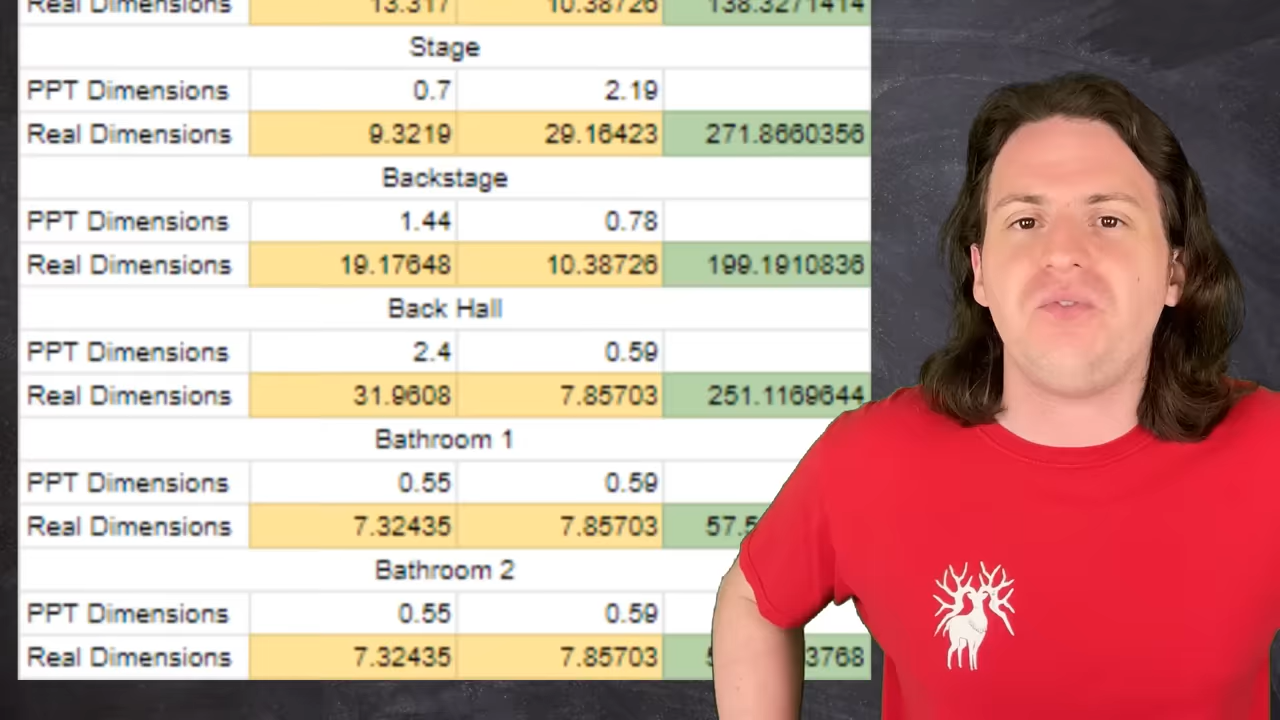 Real Dimensions 13.317 10.38726 138.3271414
Stage
PPT Dimensions 0.7 2.19
Real Dimensions 9.3219 29.16423 271.8660356
Backstage
PPT Dimensions 1.44 0.78
Real Dimensions 19.17648 10.38726 199.1910836
Back Hall
PPT Dimensions 2.4 0.59
Real Dimensions 31.9608 7.85703 251.1169644
Bathroom 1
PPT Dimensions 0.55 0.59
Real Dimensions 7.32435 7.85703
Bathroom 2
PPT Dimensions 0.55 0.59
Real Dimensions 7.32435 7.85703